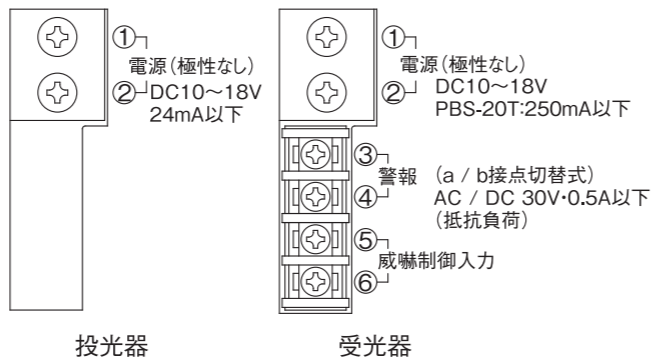 ①
電源(極性なし)
② DC10〜18V
24mA以下
投光器
①
電源(極性なし)
② DC10〜18V
PBS-20T:250mA以下
③
警報 (a / b接点切替式)
④ AC / DC 30V・0.5A以下
(抵抗負荷)
⑤
威嚇制御入力
⑥
受光器